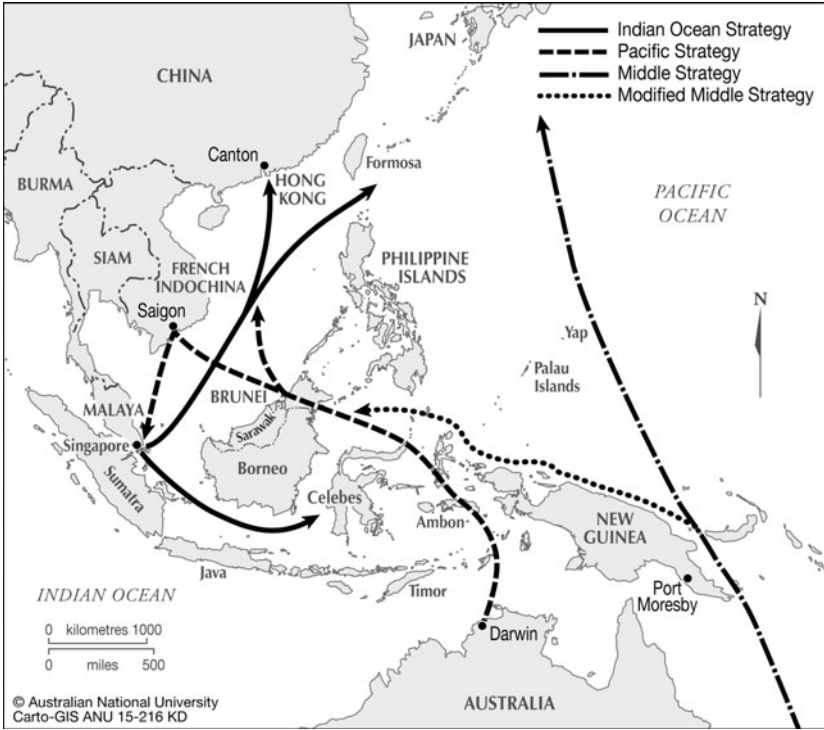 Indian Ocean Strategy
Pacific Strategy
Middle Strategy
Modified Middle Strategy
JAPAN
CHINA
Canton
Formosa
HONG
KONG
BURMA
PACIFIC
OCEAN
SIAM
FRENCH
INDOCHINA
PHILIPPINE
ISLANDS
Saigon
N
Yap
Palau
Islands
MALAYA
BRUNEI
Sarawak
Singapore
Borneo
Sumatra
Celebes
Ambon
NEW
GUINEA
Java
Timor
Port
Moresby
INDIAN OCEAN
0 kilometres 1000
0 miles 500
Darwin
AUSTRALIA
© Australian National University
Carto-GIS ANU 15-216 KD